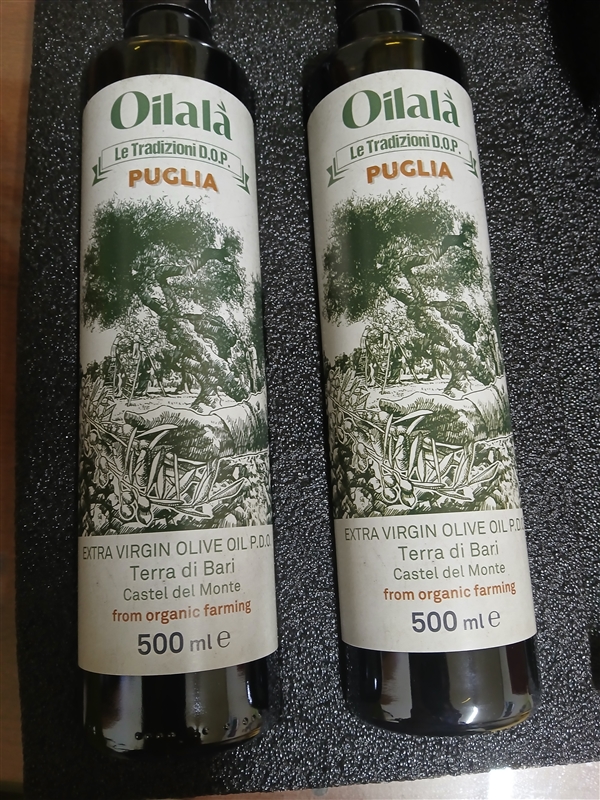 Oilalà
Le Tradizioni D.O.P.
PUGLIA
EXTRA VIRGIN OLIVE OIL P.D.O.
Terra di Bari
Castel del Monte
from organic farming
500 ml e
Oilalà
Le Tradizioni D.O.P.
PUGLIA
EXTRA VIRGIN OLIVE OIL P.D.
Terra di Bari
Castel del Monte
from organic farming
500 ml e